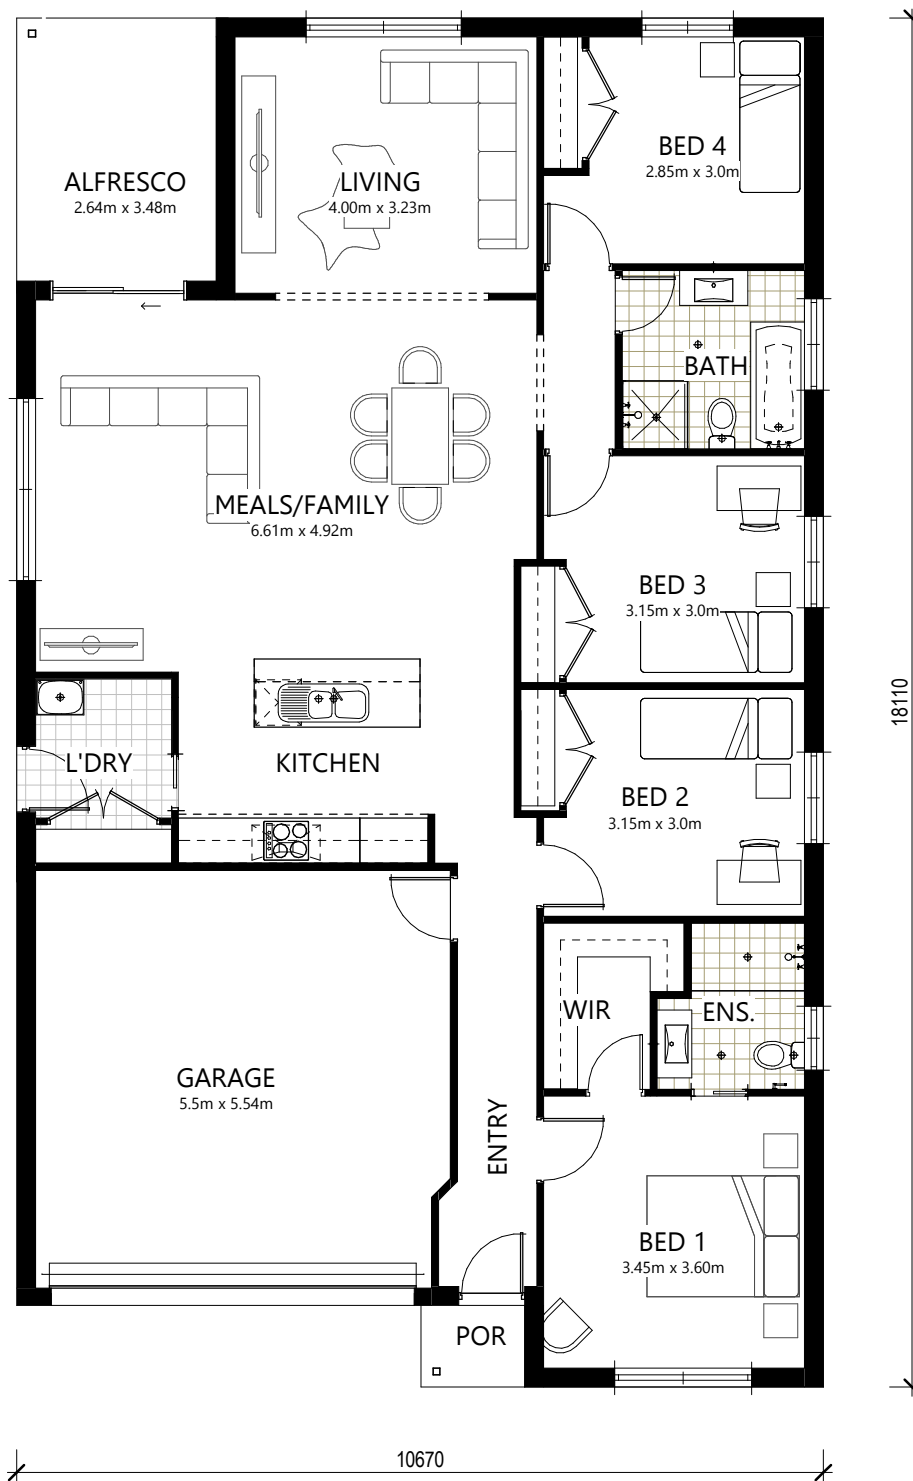 BED 4
2.85m x 3.0m
ALFRESCO
2.64m x 3.48m
LIVING
4.00m x 3.23m
BATH
MEALS/FAMILY
6.61m x 4.92m
BED 3
3.15m x 3.0m
18110
L'DRY
KITCHEN
BED 2
3.15m x 3.0m
WIR
ENS.
GARAGE
5.5m x 5.54m
ENTRY
BED 1
3.45m x 3.60m
POR
10670